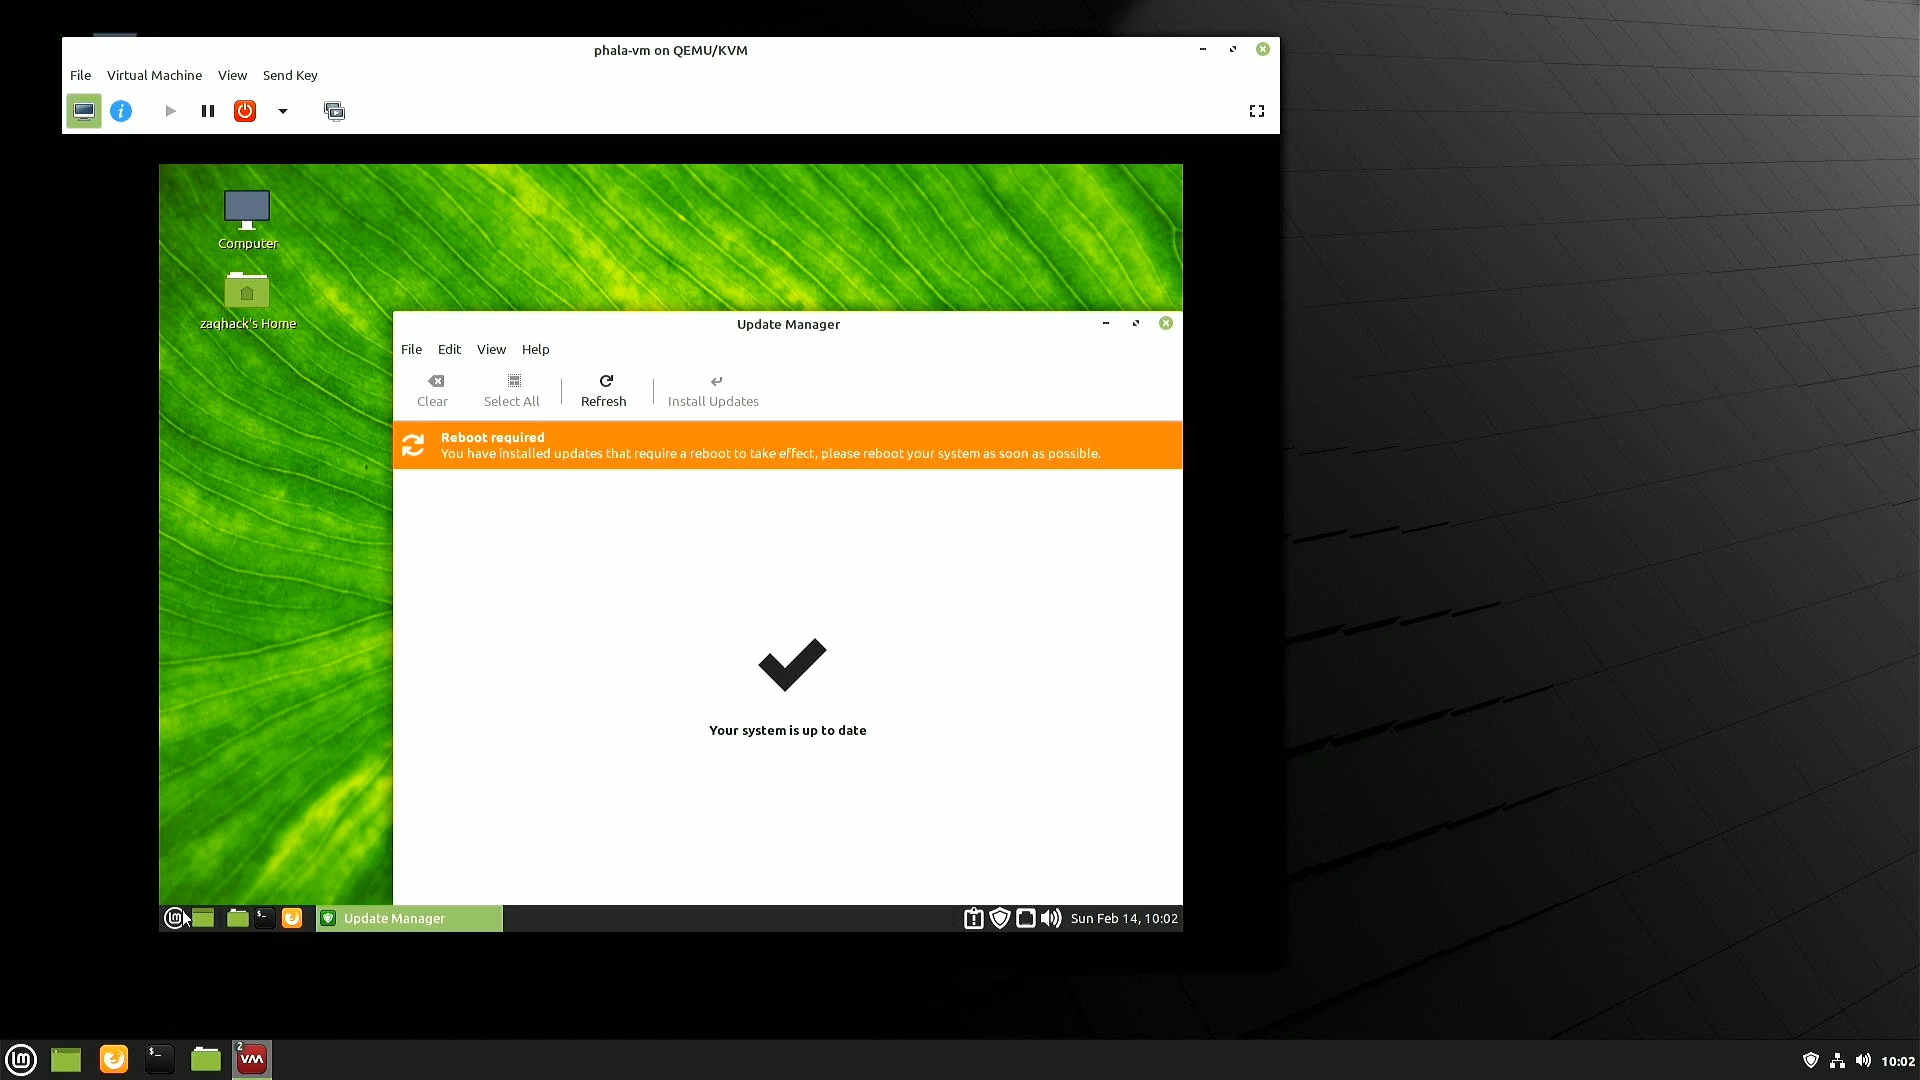 phala-vm on QEMU/KVM
File Virtual Machine View Send Key
Computer
zaqhack's Home
Update Manager
File Edit View Help
Clear Select All Refresh Install Updates
Reboot required
You have installed updates that require a reboot to take effect, please reboot your system as soon as possible.
Your system is up to date
Update Manager
Sun Feb 14, 10:02
2
VM
10:02